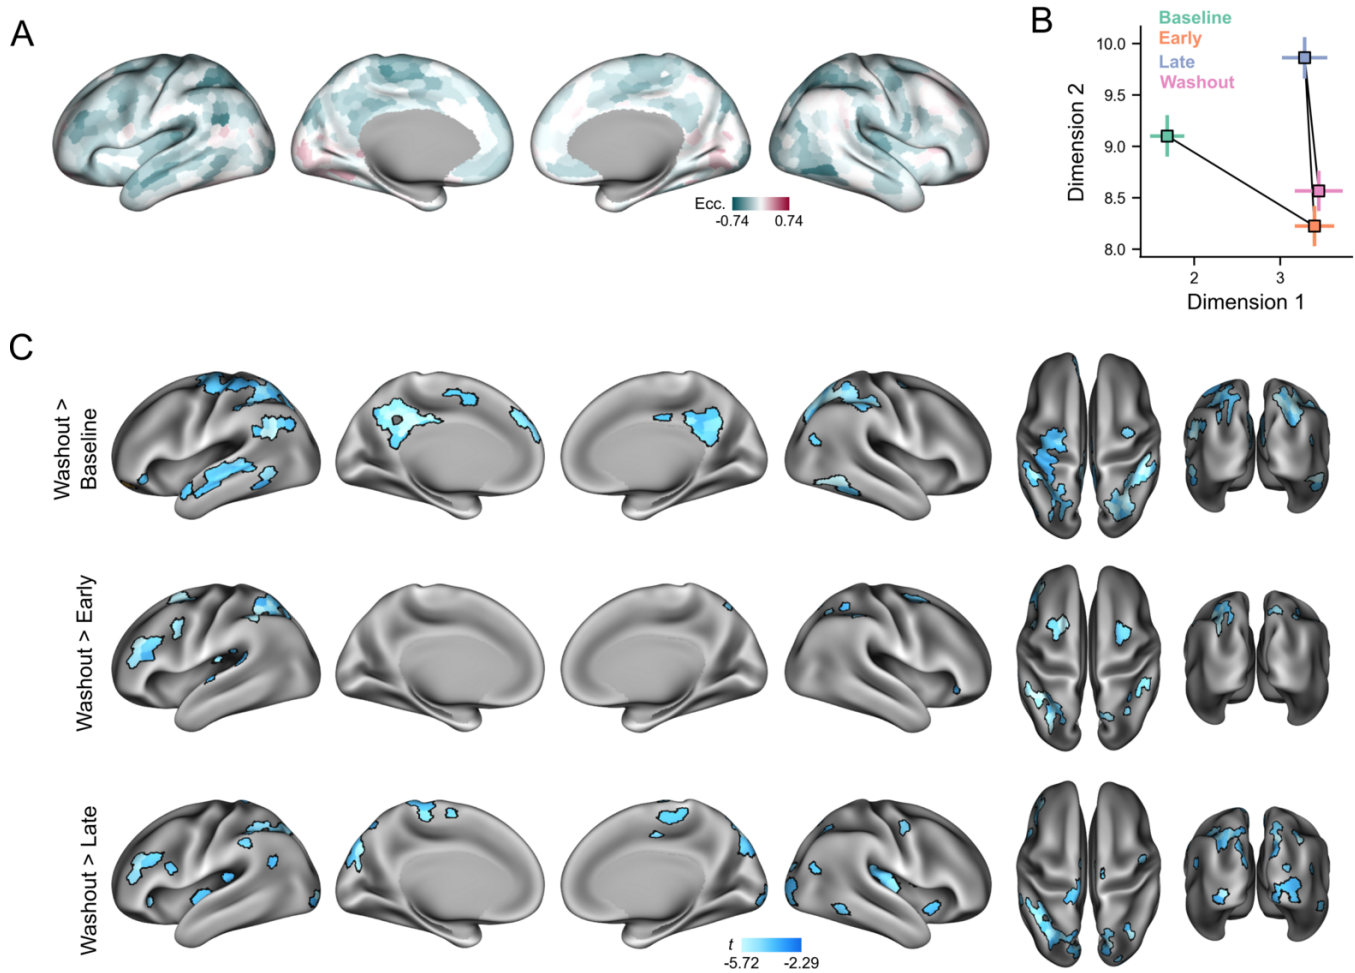 A
Ecc.
-0.74 0.74
B
Baseline
Early
Late
Washout
10.0
9.5
9.0
8.5
8.0
Dimension 2
2 3
Dimension 1
C
Washout >
Baseline
Washout > Early
Washout > Late
t
-5.72 -2.29